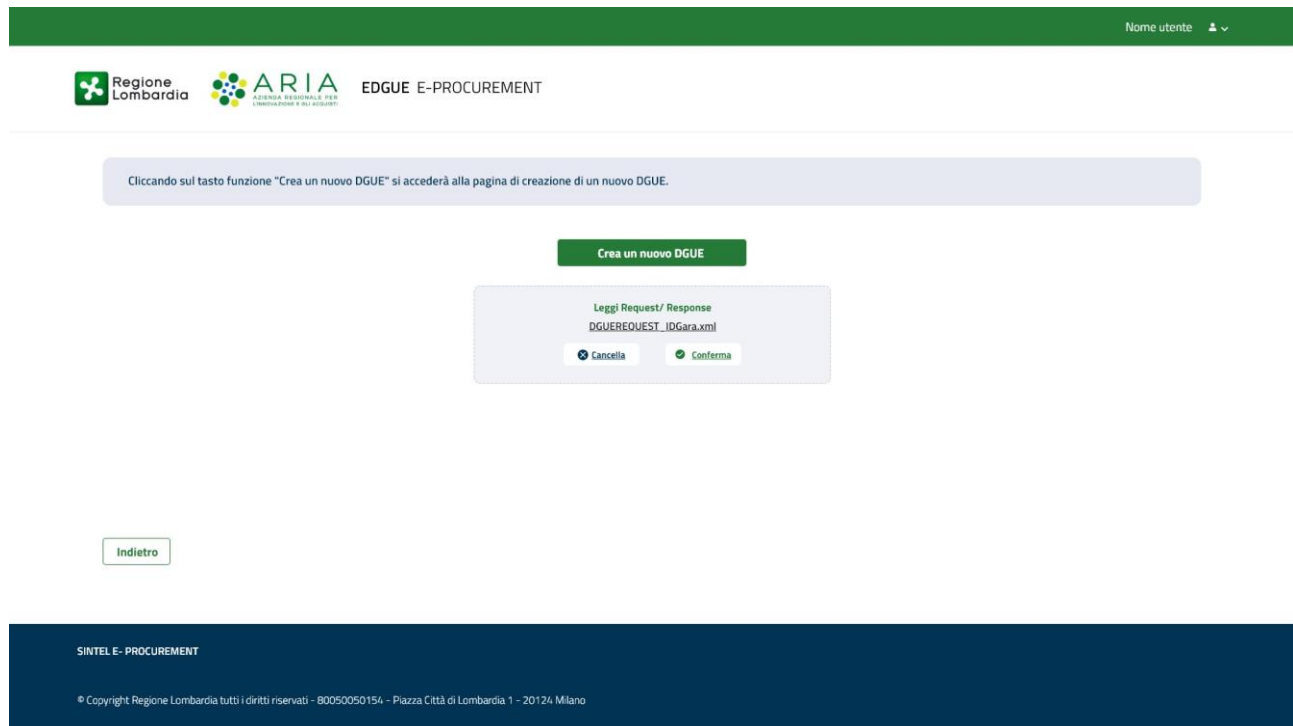 Nome utente
Regione
Lombardia
ARIA
AZIENDA REGIONALE PER
L'INNOVAZIONE E GLI ACQUISTI
EDGUE E-PROCUREMENT
Cliccando sul tasto funzione "Crea un nuovo DGUE" si accederà alla pagina di creazione di un nuovo DGUE.
Crea un nuovo DGUE
Leggi Request/ Response
DGUEREQUEST_IDGara.xml
Cancella
Conferma
Indietro
SINTEL E- PROCUREMENT
© Copyright Regione Lombardia tutti i diritti riservati - 80050050154 - Piazza Città di Lombardia 1 - 20124 Milano